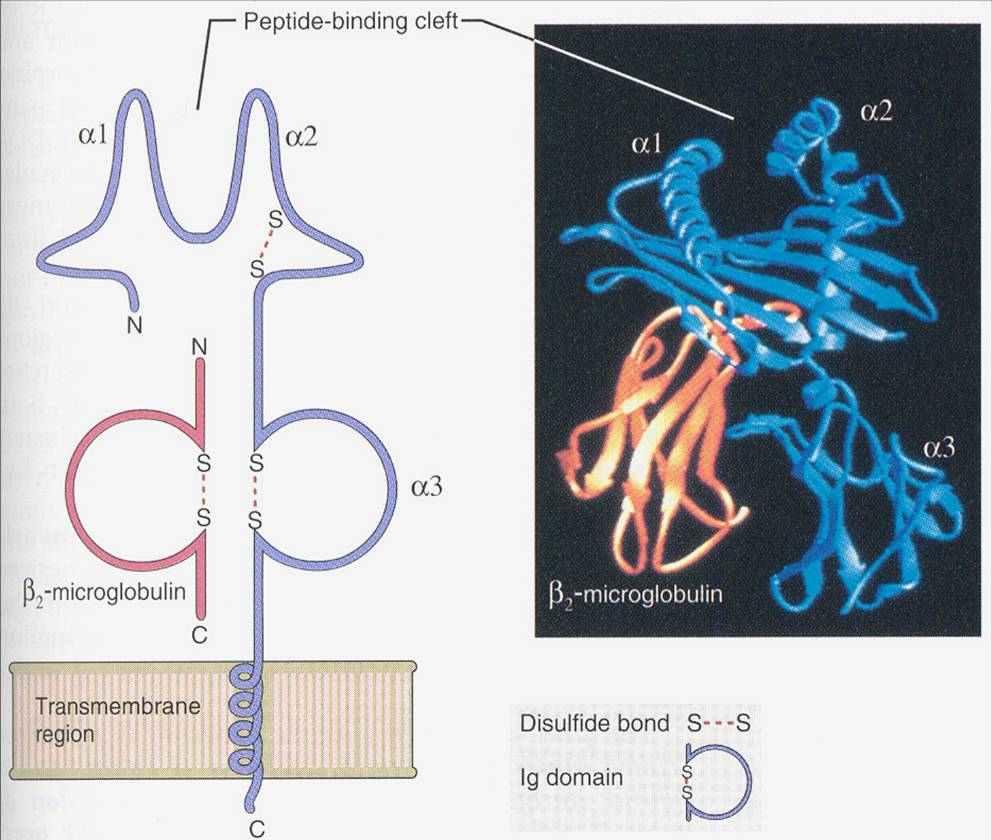 Peptide-binding cleft
α1
α2
S
S
N
N
S
S
S
S
α3
β₂-microglobulin
C
Transmembrane
region
C
α1
α2
α3
β₂-microglobulin
Disulfide bond S---S
Ig domain
S
S